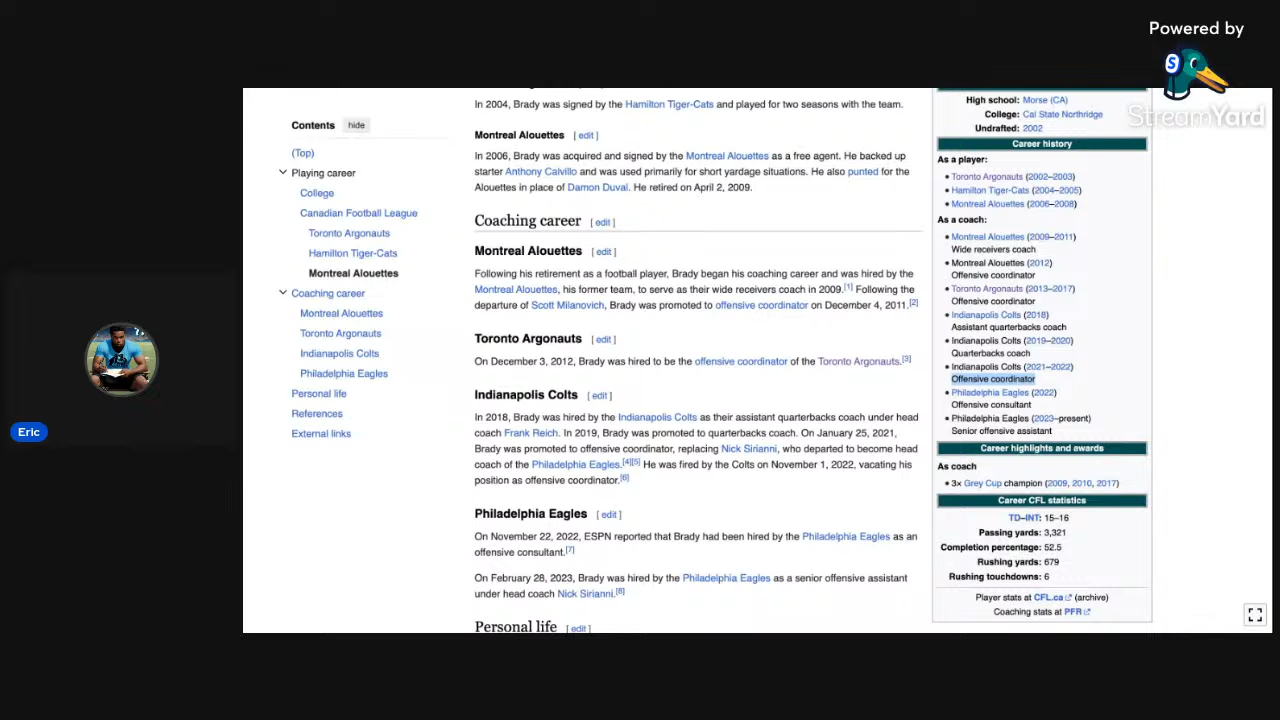 Powered by
StreamYard
Eric
Contents hide
(Top)
Playing career
College
Canadian Football League
Toronto Argonauts
Hamilton Tiger-Cats
Montreal Alouettes
Coaching career
Montreal Alouettes
Toronto Argonauts
Indianapolis Colts
Philadelphia Eagles
Personal life
References
External links
In 2004, Brady was signed by the Hamilton Tiger-Cats and played for two seasons with the team.
Montreal Alouettes [ edit ]
In 2006, Brady was acquired and signed by the Montreal Alouettes as a free agent. He backed up
starter Anthony Calvillo and was used primarily for short yardage situations. He also punted for the
Alouettes in place of Damon Duval. He retired on April 2, 2009.
Coaching career [ edit ]
Montreal Alouettes [ edit ]
Following his retirement as a football player, Brady began his coaching career and was hired by the
Montreal Alouettes, his former team, to serve as their wide receivers coach in 2009.[1] Following the
departure of Scott Milanovich, Brady was promoted to offensive coordinator on December 4, 2011.[2]
Toronto Argonauts [ edit ]
On December 3, 2012, Brady was hired to be the offensive coordinator of the Toronto Argonauts.[3]
Indianapolis Colts [ edit ]
In 2018, Brady was hired by the Indianapolis Colts as their assistant quarterbacks coach under head
coach Frank Reich. In 2019, Brady was promoted to quarterbacks coach. On January 25, 2021,
Brady was promoted to offensive coordinator, replacing Nick Sirianni, who departed to become head
coach of the Philadelphia Eagles.[4][5] He was fired by the Colts on November 1, 2022, vacating his
position as offensive coordinator.[6]
Philadelphia Eagles [ edit ]
On November 22, 2022, ESPN reported that Brady had been hired by the Philadelphia Eagles as an
offensive consultant.[7]
On February 28, 2023, Brady was hired by the Philadelphia Eagles as a senior offensive assistant
under head coach Nick Sirianni.[8]
Personal life [ edit ]
High school: Morse (CA)
College: Cal State Northridge
Undrafted: 2002
Career history
As a player:
• Toronto Argonauts (2002–2003)
• Hamilton Tiger-Cats (2004–2005)
• Montreal Alouettes (2006–2008)
As a coach:
• Montreal Alouettes (2009–2011)
Wide receivers coach
• Montreal Alouettes (2012)
Offensive coordinator
• Toronto Argonauts (2013–2017)
Offensive coordinator
• Indianapolis Colts (2018)
Assistant quarterbacks coach
• Indianapolis Colts (2019–2020)
Quarterbacks coach
• Indianapolis Colts (2021–2022)
Offensive coordinator
• Philadelphia Eagles (2022)
Offensive consultant
• Philadelphia Eagles (2023–present)
Senior offensive assistant
Career highlights and awards
As coach
• 3× Grey Cup champion (2009, 2010, 2017)
Career CFL statistics
TD–INT: 15–16
Passing yards: 3,321
Completion percentage: 52.5
Rushing yards: 679
Rushing touchdowns: 6
Player stats at CFL.ca (archive)
Coaching stats at PFR